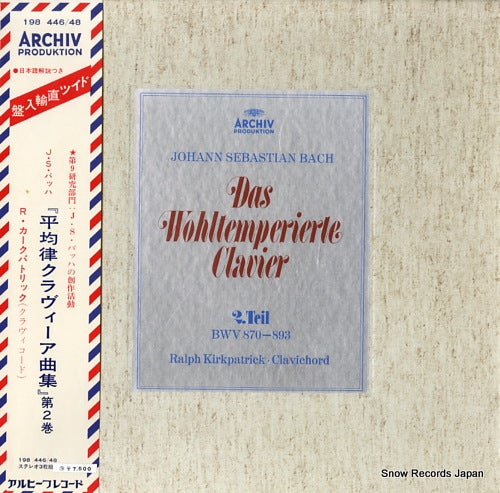 198 446/48
ARCHIV
PRODUKTION
●日本語解説つき
ドイツ直輸入盤
★第9研究部門:J・S・バッハの創作活動
J・S・バッハ
『平均律クラヴィーア曲集』第2巻
R・カークパトリック(クラヴィコード)
198 446/48
ステレオ3枚組
S¥7,500
アルヒーフレコード
ARCHIV
PRODUKTION
JOHANN SEBASTIAN BACH
Das
Wohltemperierte
Clavier
2. Teil
BWV 870–893
Ralph Kirkpatrick · Clavichord
Snow Records Japan